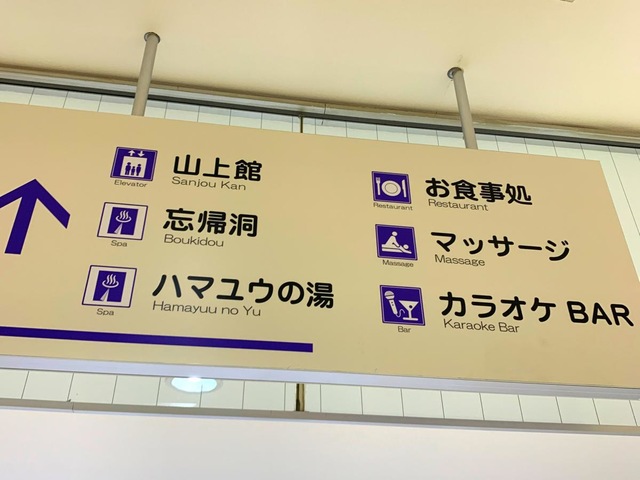 山上館
Sanjou Kan
Elevator
忘帰洞
Boukidou
Spa
ハマユウの湯
Hamayuu no Yu
Spa
お食事処
Restaurant
Restaurant
マッサージ
Massage
Massage
カラオケ BAR
Karaoke Bar
Bar